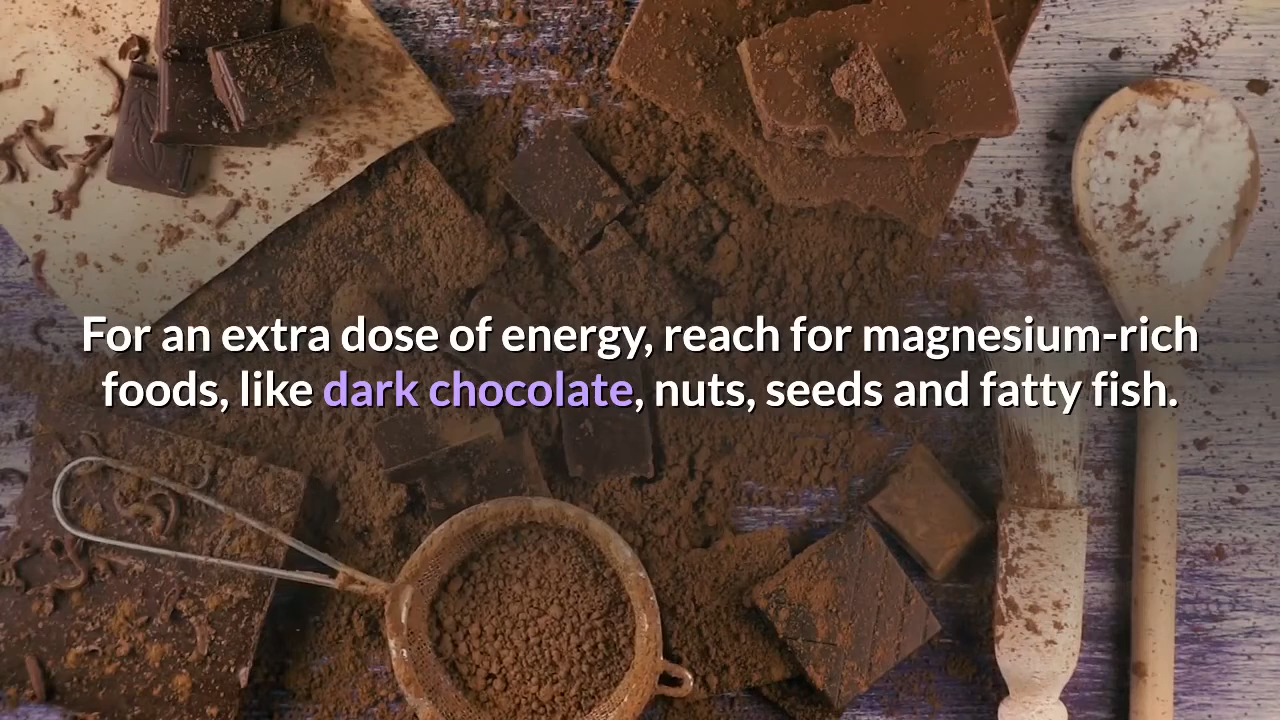 For an extra dose of energy, reach for magnesium-rich
foods, like dark chocolate, nuts, seeds and fatty fish.